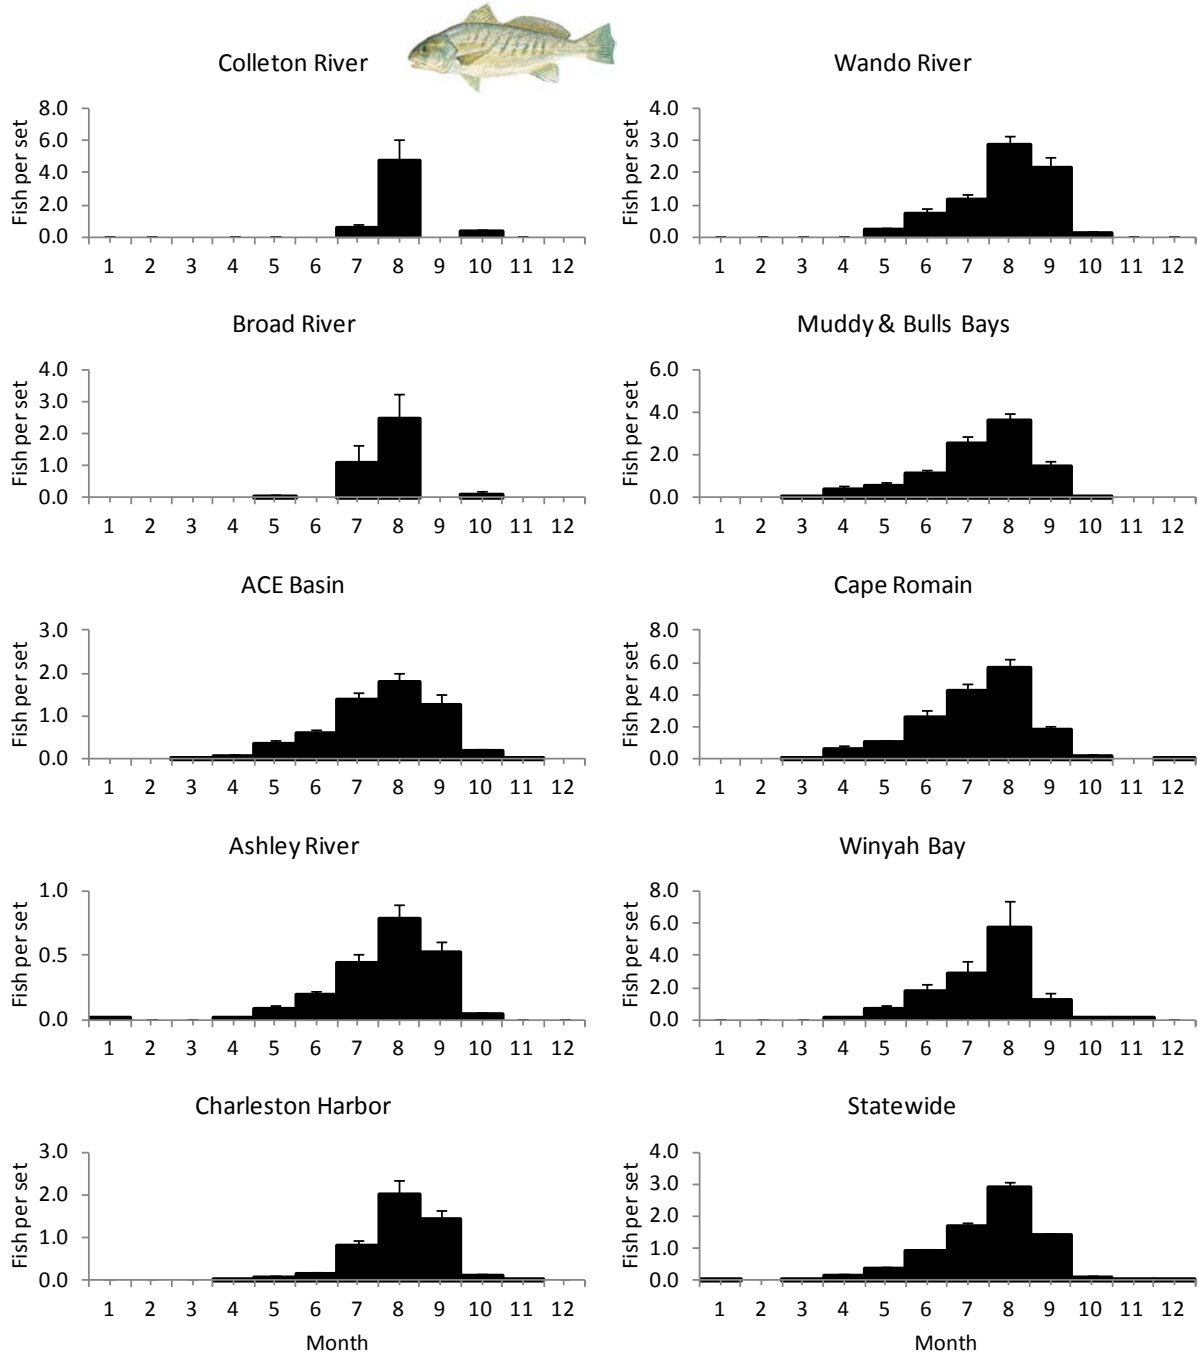 Colleton River
Fish per set
8.0
6.0
4.0
2.0
0.0
1 2 3 4 5 6 7 8 9 10 11 12
Wando River
Fish per set
4.0
3.0
2.0
1.0
0.0
1 2 3 4 5 6 7 8 9 10 11 12
Broad River
Fish per set
4.0
3.0
2.0
1.0
0.0
1 2 3 4 5 6 7 8 9 10 11 12
Muddy & Bulls Bays
Fish per set
6.0
4.0
2.0
0.0
1 2 3 4 5 6 7 8 9 10 11 12
ACE Basin
Fish per set
3.0
2.0
1.0
0.0
1 2 3 4 5 6 7 8 9 10 11 12
Cape Romain
Fish per set
8.0
6.0
4.0
2.0
0.0
1 2 3 4 5 6 7 8 9 10 11 12
Ashley River
Fish per set
1.0
0.5
0.0
1 2 3 4 5 6 7 8 9 10 11 12
Winyah Bay
Fish per set
8.0
6.0
4.0
2.0
0.0
1 2 3 4 5 6 7 8 9 10 11 12
Charleston Harbor
Fish per set
3.0
2.0
1.0
0.0
1 2 3 4 5 6 7 8 9 10 11 12
Month
Statewide
Fish per set
4.0
3.0
2.0
1.0
0.0
1 2 3 4 5 6 7 8 9 10 11 12
Month